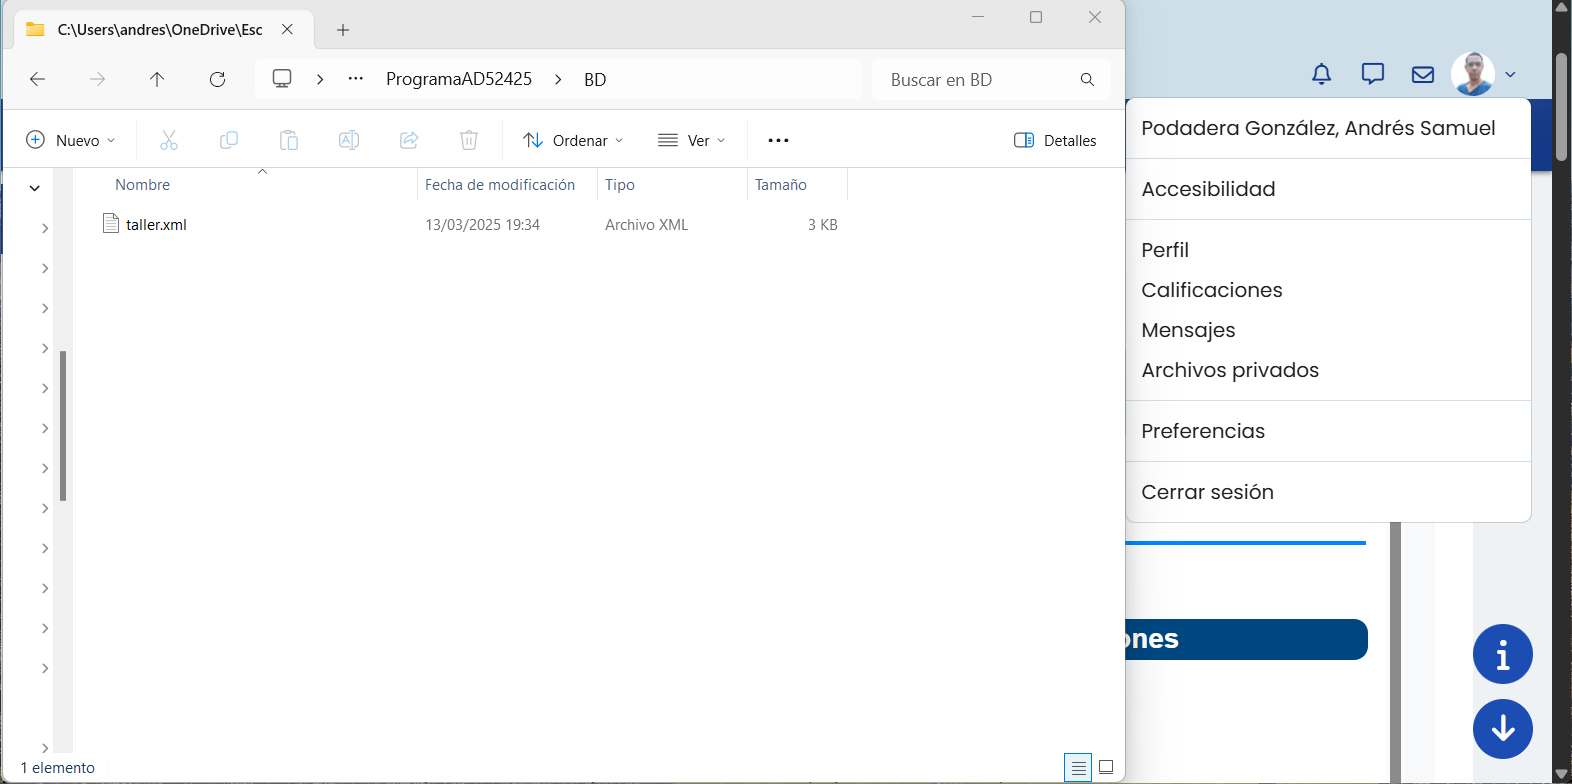 C:\Users\andres\OneDrive\Esc
ProgramaAD52425
BD
Buscar en BD
Nuevo
Ordenar
Ver
Detalles
Nombre
Fecha de modificación
Tipo
Tamaño
taller.xml
13/03/2025 19:34
Archivo XML
3 KB
1 elemento
Podadera González, Andrés Samuel
Accesibilidad
Perfil
Calificaciones
Mensajes
Archivos privados
Preferencias
Cerrar sesión
ones